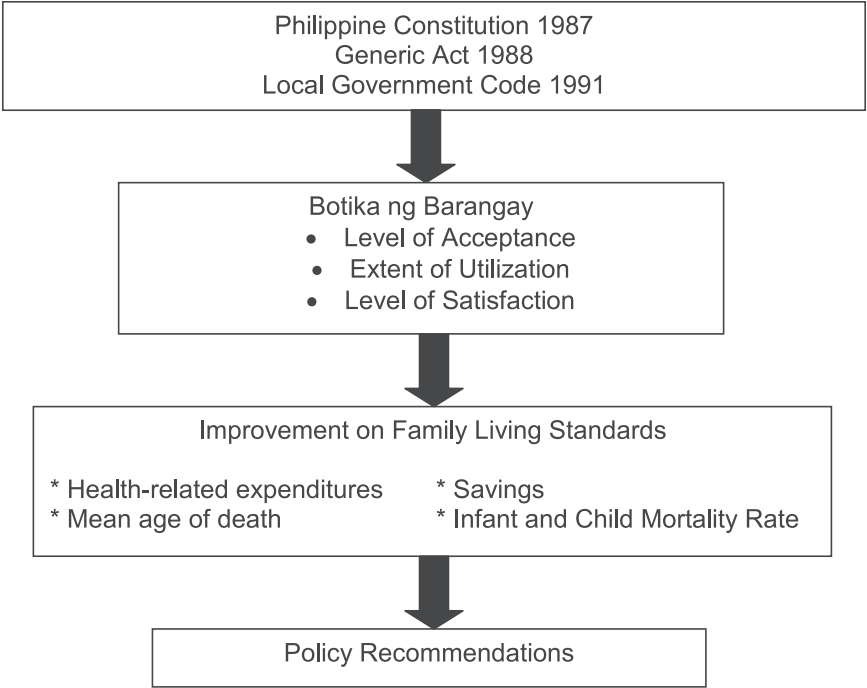 Philippine Constitution 1987
Generic Act 1988
Local Government Code 1991
Botika ng Barangay
• Level of Acceptance
• Extent of Utilization
• Level of Satisfaction
Improvement on Family Living Standards
* Health-related expenditures * Savings
* Mean age of death * Infant and Child Mortality Rate
Policy Recommendations